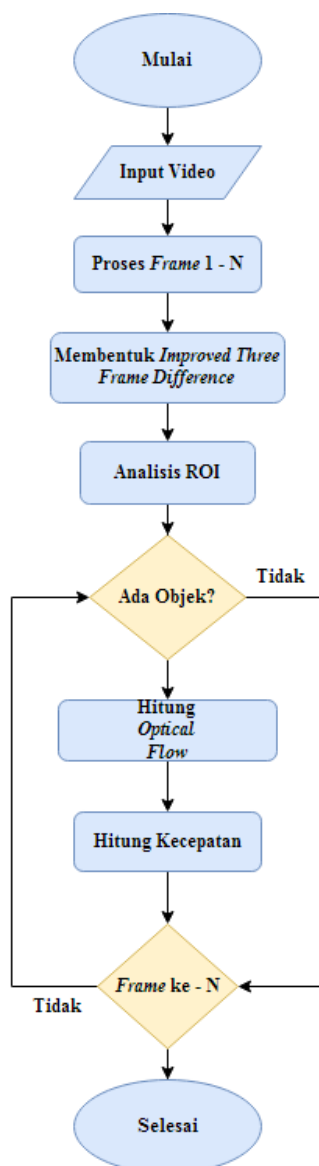 Mulai
Input Video
Proses Frame 1 - N
Membentuk Improved Three
Frame Difference
Analisis ROI
Ada Objek?
Tidak
Hitung
Optical
Flow
Hitung Kecepatan
Frame ke - N
Tidak
Selesai